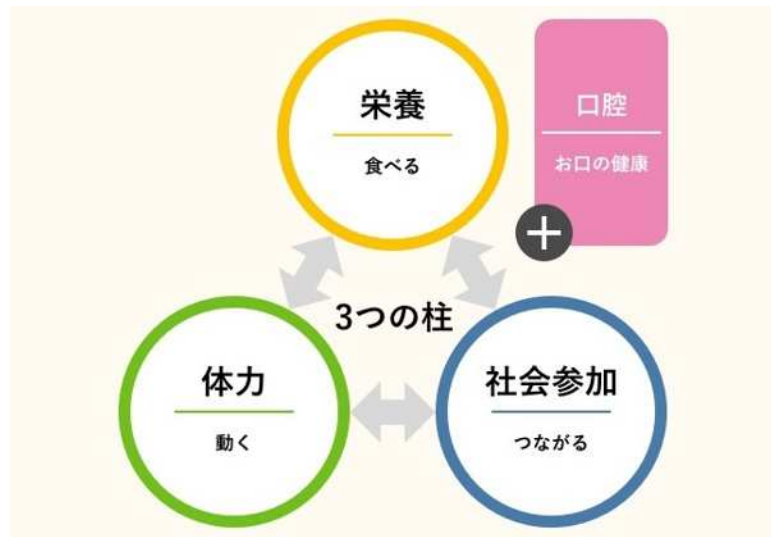 栄養
食べる
口腔
お口の健康
+
3つの柱
体力
動く
社会参加
つながる